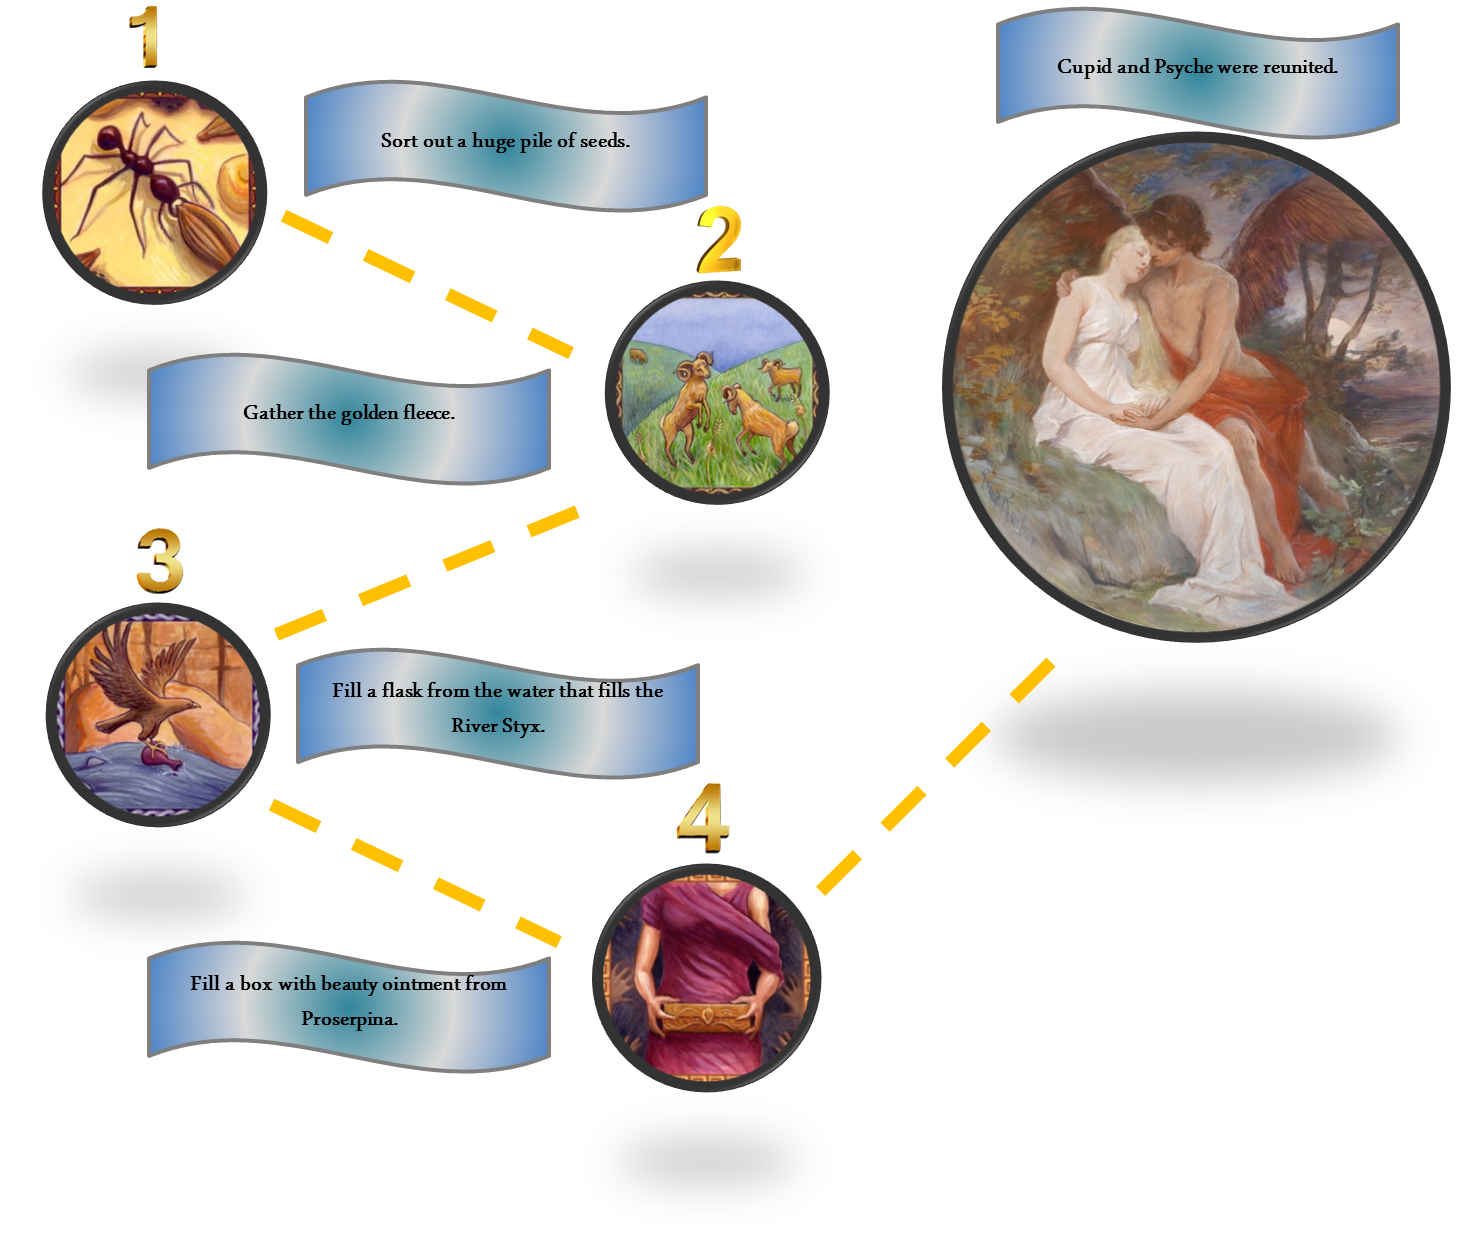 1
Sort out a huge pile of seeds.
2
Gather the golden fleece.
3
Fill a flask from the water that fills the
River Styx.
4
Fill a box with beauty ointment from
Proserpina.
Cupid and Psyche were reunited.